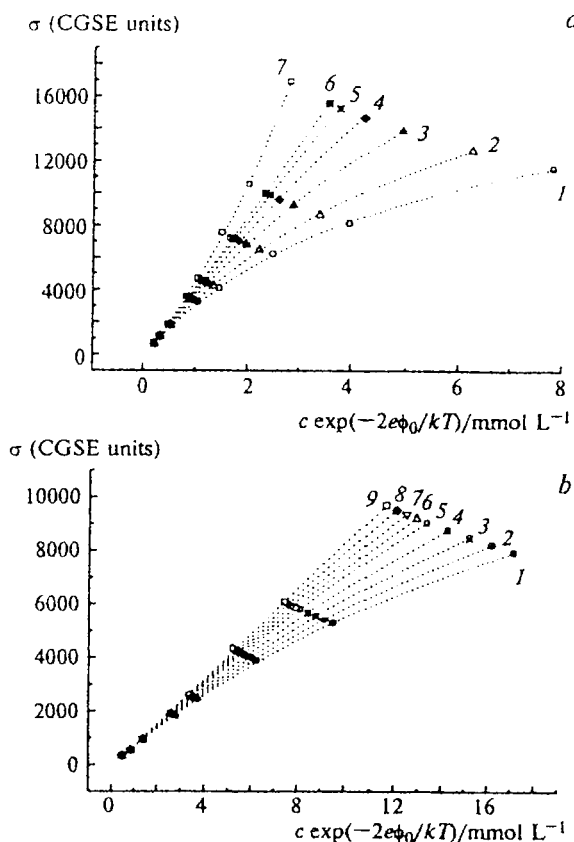 σ (CGSE units)
a
16000
12000
8000
4000
0
7
6
5
4
3
2
1
0 2 4 6 8
c exp(−2eϕ₀/kT)/mmol L⁻¹
σ (CGSE units)
b
10000
8000
6000
4000
2000
0
9 8 7 6 5 4 3 2 1
0 4 8 12 16
c exp(−2eϕ₀/kT)/mmol L⁻¹